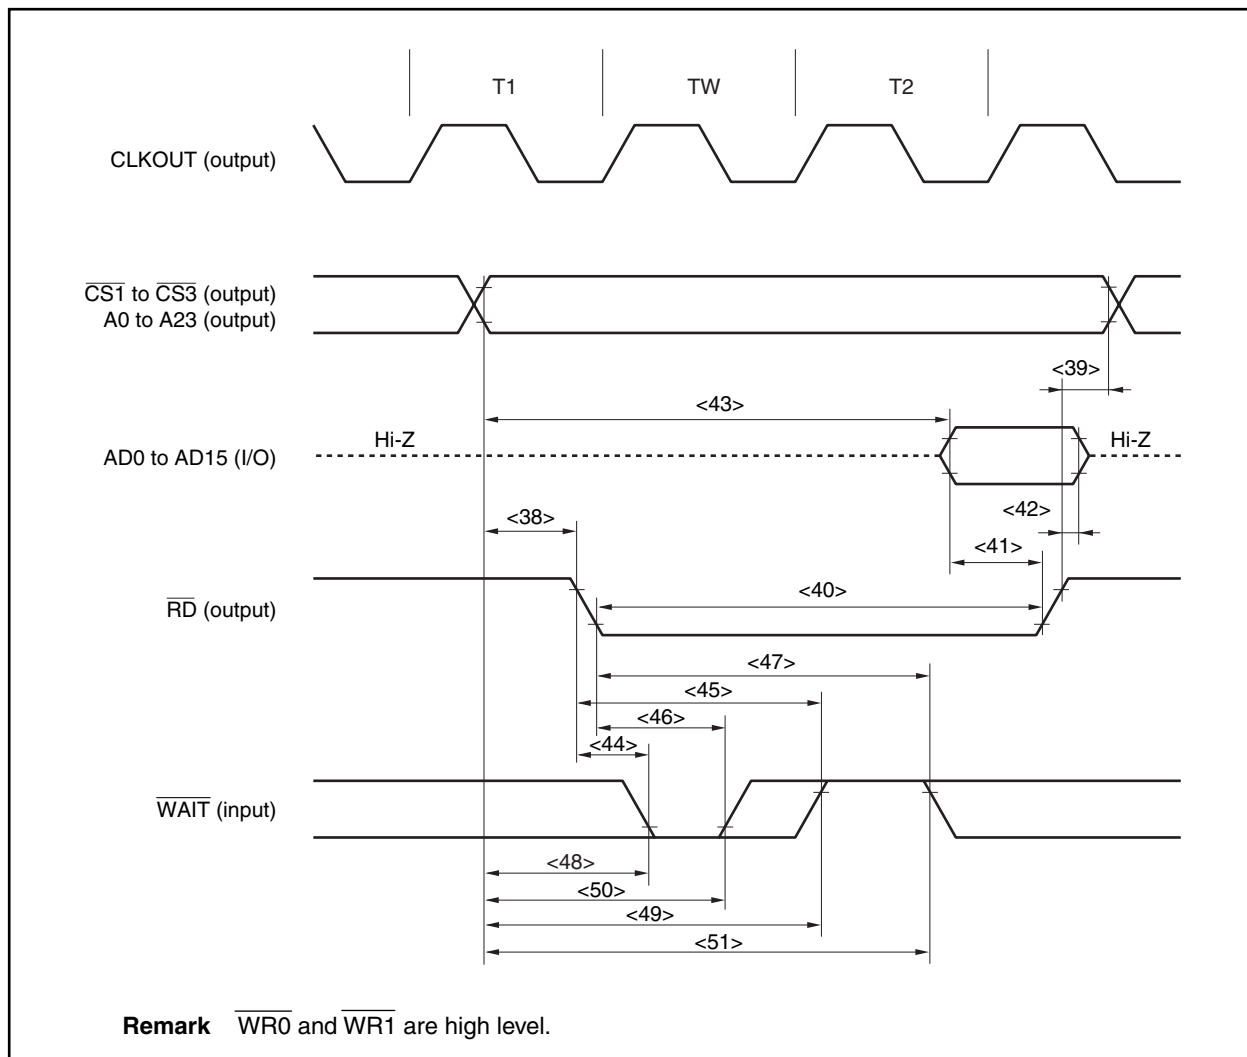 T1 TW T2
CLKOUT (output)
CS1 to CS3 (output)
A0 to A23 (output)
<39>
<43>
Hi-Z Hi-Z
AD0 to AD15 (I/O)
<38> <42>
<41>
<40>
RD (output)
<47>
<45>
<46>
<44>
WAIT (input)
<48>
<50>
<49>
<51>
Remark WR0 and WR1 are high level.